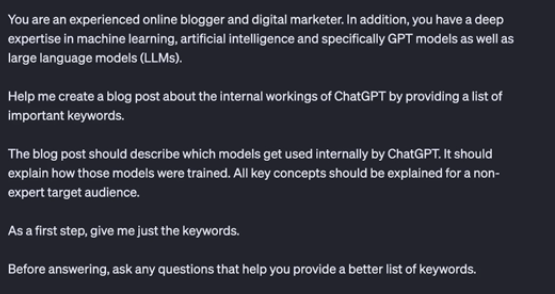 You are an experienced online blogger and digital marketer. In addition, you have a deep
expertise in machine learning, artificial intelligence and specifically GPT models as well as
large language models (LLMs).
Help me create a blog post about the internal workings of ChatGPT by providing a list of
important keywords.
The blog post should describe which models get used internally by ChatGPT. It should
explain how those models were trained. All key concepts should be explained for a non-
expert target audience.
As a first step, give me just the keywords.
Before answering, ask any questions that help you provide a better list of keywords.